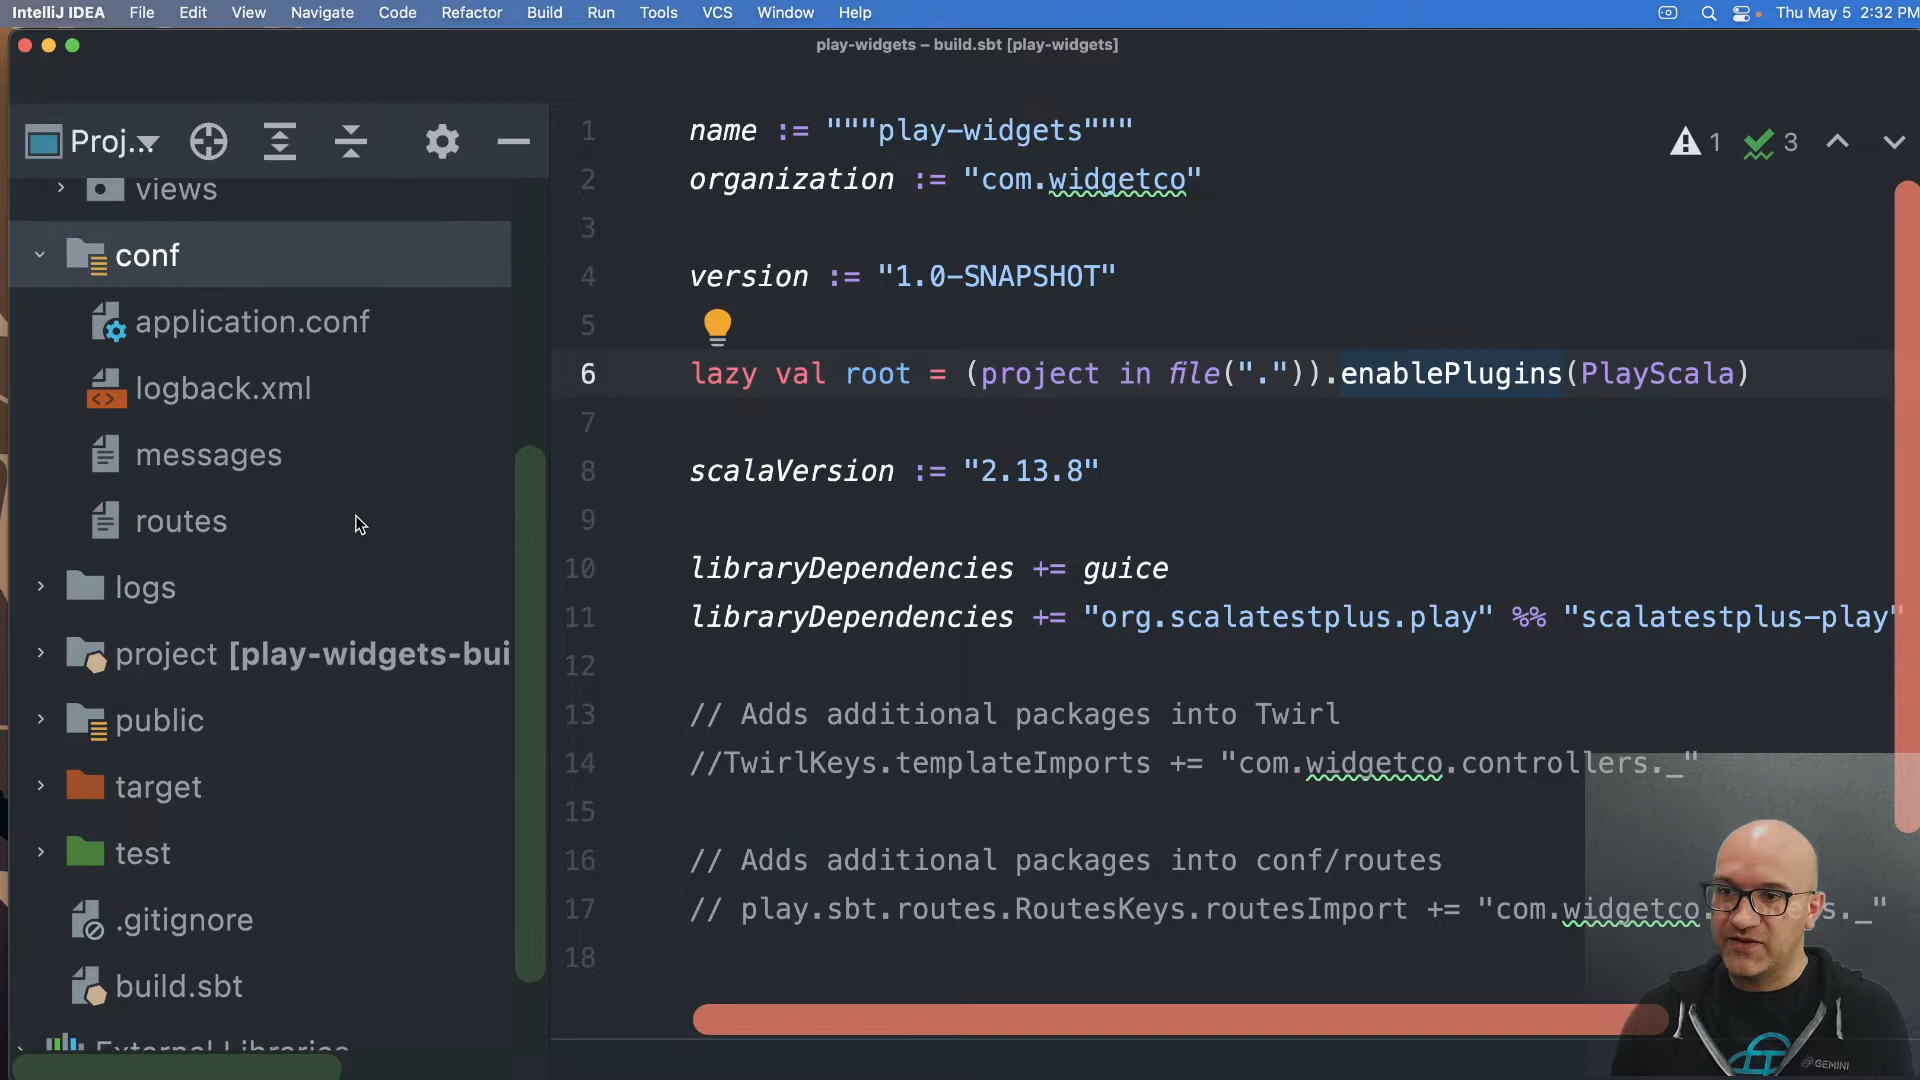 IntelliJ IDEA File Edit View Navigate Code Refactor Build Run Tools VCS Window Help Thu May 5 2:32 PM
play-widgets – build.sbt [play-widgets]
Proj...
views
conf
application.conf
logback.xml
messages
routes
logs
project [play-widgets-bui
public
target
test
.gitignore
build.sbt
External Libraries
1 name := """play-widgets"""
2 organization := "com.widgetco"
3
4 version := "1.0-SNAPSHOT"
5
6 lazy val root = (project in file(".")).enablePlugins(PlayScala)
7
8 scalaVersion := "2.13.8"
9
10 libraryDependencies += guice
11 libraryDependencies += "org.scalatestplus.play" %% "scalatestplus-play"
12
13 // Adds additional packages into Twirl
14 //TwirlKeys.templateImports += "com.widgetco.controllers._"
15
16 // Adds additional packages into conf/routes
17 // play.sbt.routes.RoutesKeys.routesImport += "com.widgetco. s._"
18
1 3
GEMINI